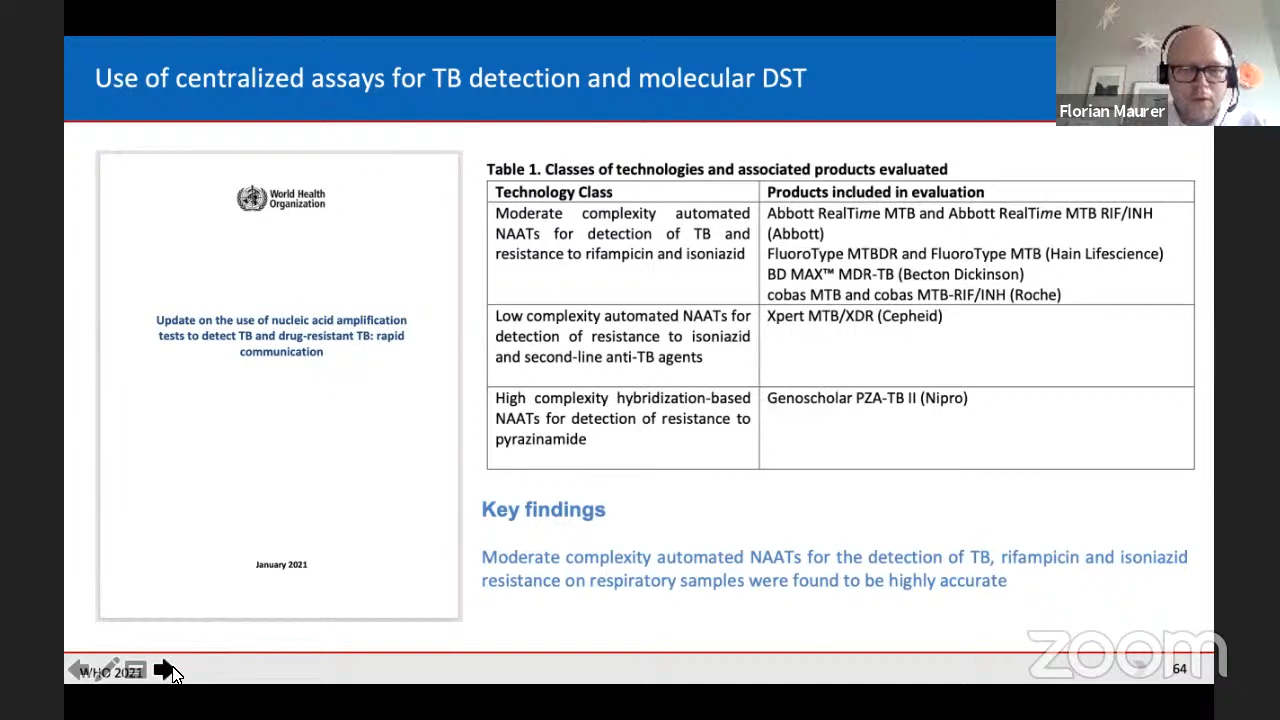 Use of centralized assays for TB detection and molecular DST
Florian Maurer
World Health
Organization
Update on the use of nucleic acid amplification
tests to detect TB and drug-resistant TB: rapid
communication
January 2021
Table 1. Classes of technologies and associated products evaluated
Technology Class
Products included in evaluation
Moderate complexity automated
NAATs for detection of TB and
resistance to rifampicin and isoniazid
Abbott RealTime MTB and Abbott RealTime MTB RIF/INH
(Abbott)
FluoroType MTBDR and FluoroType MTB (Hain Lifescience)
BD MAX™ MDR-TB (Becton Dickinson)
cobas MTB and cobas MTB-RIF/INH (Roche)
Low complexity automated NAATs for
detection of resistance to isoniazid
and second-line anti-TB agents
Xpert MTB/XDR (Cepheid)
High complexity hybridization-based
NAATs for detection of resistance to
pyrazinamide
Genoscholar PZA-TB II (Nipro)
Key findings
Moderate complexity automated NAATs for the detection of TB, rifampicin and isoniazid
resistance on respiratory samples were found to be highly accurate
WHO 2021
64
zoom